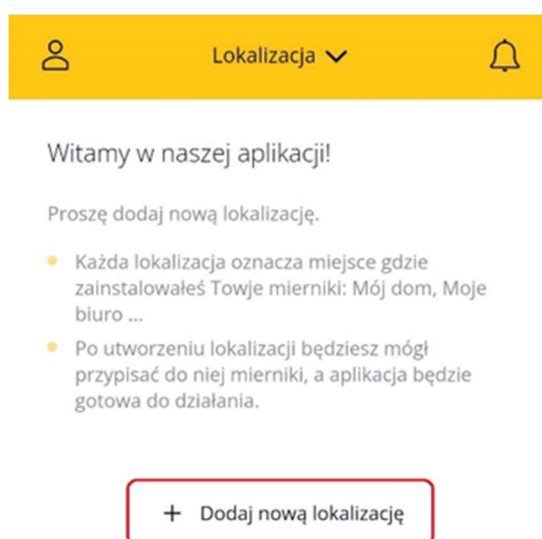 Lokalizacja
Witamy w naszej aplikacji!
Proszę dodaj nową lokalizację.
Każda lokalizacja oznacza miejsce gdzie
zainstalowałeś Towje mierniki: Mój dom, Moje
biuro ...
Po utworzeniu lokalizacji będziesz mógł
przypisać do niej mierniki, a aplikacja będzie
gotowa do działania.
+ Dodaj nową lokalizację